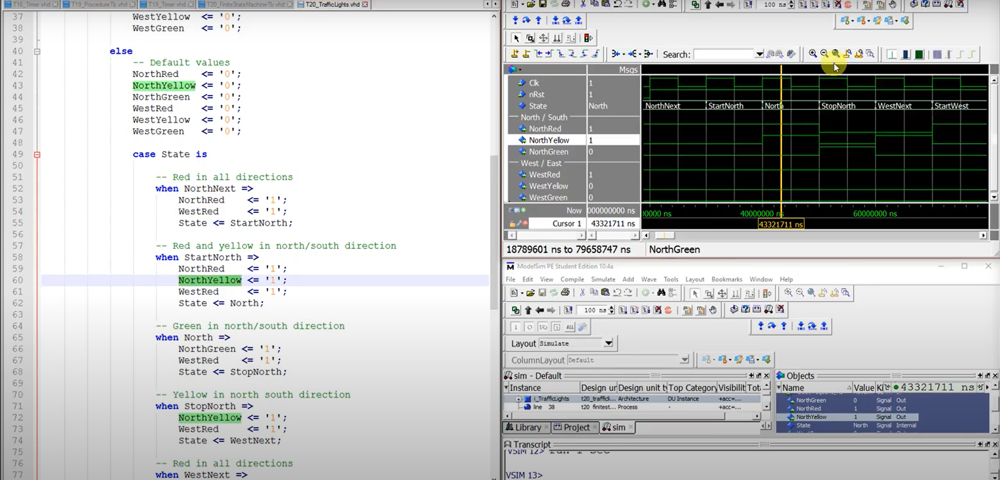 T18_Timer.vhd T19_ProcedureTb.vhd T19_Timer.vhd T20_FiniteStateMachineTb.vhd T20_TrafficLights.vhd
37 WestYellow <= '0';
38 WestGreen <= '0';
39
40 else
41 -- Default values
42 NorthRed <= '0';
43 NorthYellow <= '0';
44 NorthGreen <= '0';
45 WestRed <= '0';
46 WestYellow <= '0';
47 WestGreen <= '0';
48
49 case State is
50
51 -- Red in all directions
52 when NorthNext =>
53 NorthRed <= '1';
54 WestRed <= '1';
55 State <= StartNorth;
56
57 -- Red and yellow in north/south direction
58 when StartNorth =>
59 NorthRed <= '1';
60 NorthYellow <= '1';
61 WestRed <= '1';
62 State <= North;
63
64 -- Green in north/south direction
65 when North =>
66 NorthGreen <= '1';
67 WestRed <= '1';
68 State <= StopNorth;
69
70 -- Yellow in north south direction
71 when StopNorth =>
72 NorthYellow <= '1';
73 WestRed <= '1';
74 State <= WestNext;
75
76 -- Red in all directions
77 when WestNext =>
100 ns
Search:
Msgs
Clk 1
nRst 1
State North NorthNext StartNorth North StopNorth WestNext StartWest
North / South
NorthRed 1
NorthYellow 1
NorthGreen 0
West / East
WestRed 1
WestYellow 0
WestGreen 0
Now 000000000 ns 00000 ns 40000000 ns 60000000 ns
Cursor 1 43321711 ns 43321711 ns
18789601 ns to 79658747 ns NorthGreen
ModelSim PE Student Edition 10.4a
File Edit View Compile Simulate Add Wave Tools Layout Bookmarks Window Help
100 ns
ALL
Layout Simulate
ColumnLayout Default
sim - Default
Instance Design ur Design unit t Top Category Visibilit Tot
i_TrafficLights t20_trafficli... Architecture DU Instance +acc=...
line__38 t20_finitest... Process - +acc=...
Library Project sim
Objects
Name Value Ki 43321711 ns
NorthGreen 0 Signal Out
NorthRed 1 Signal Out
NorthYellow 1 Signal Out
State North Signal Internal
Transcript
VSIM 12> run 1 sec
VSIM 13>